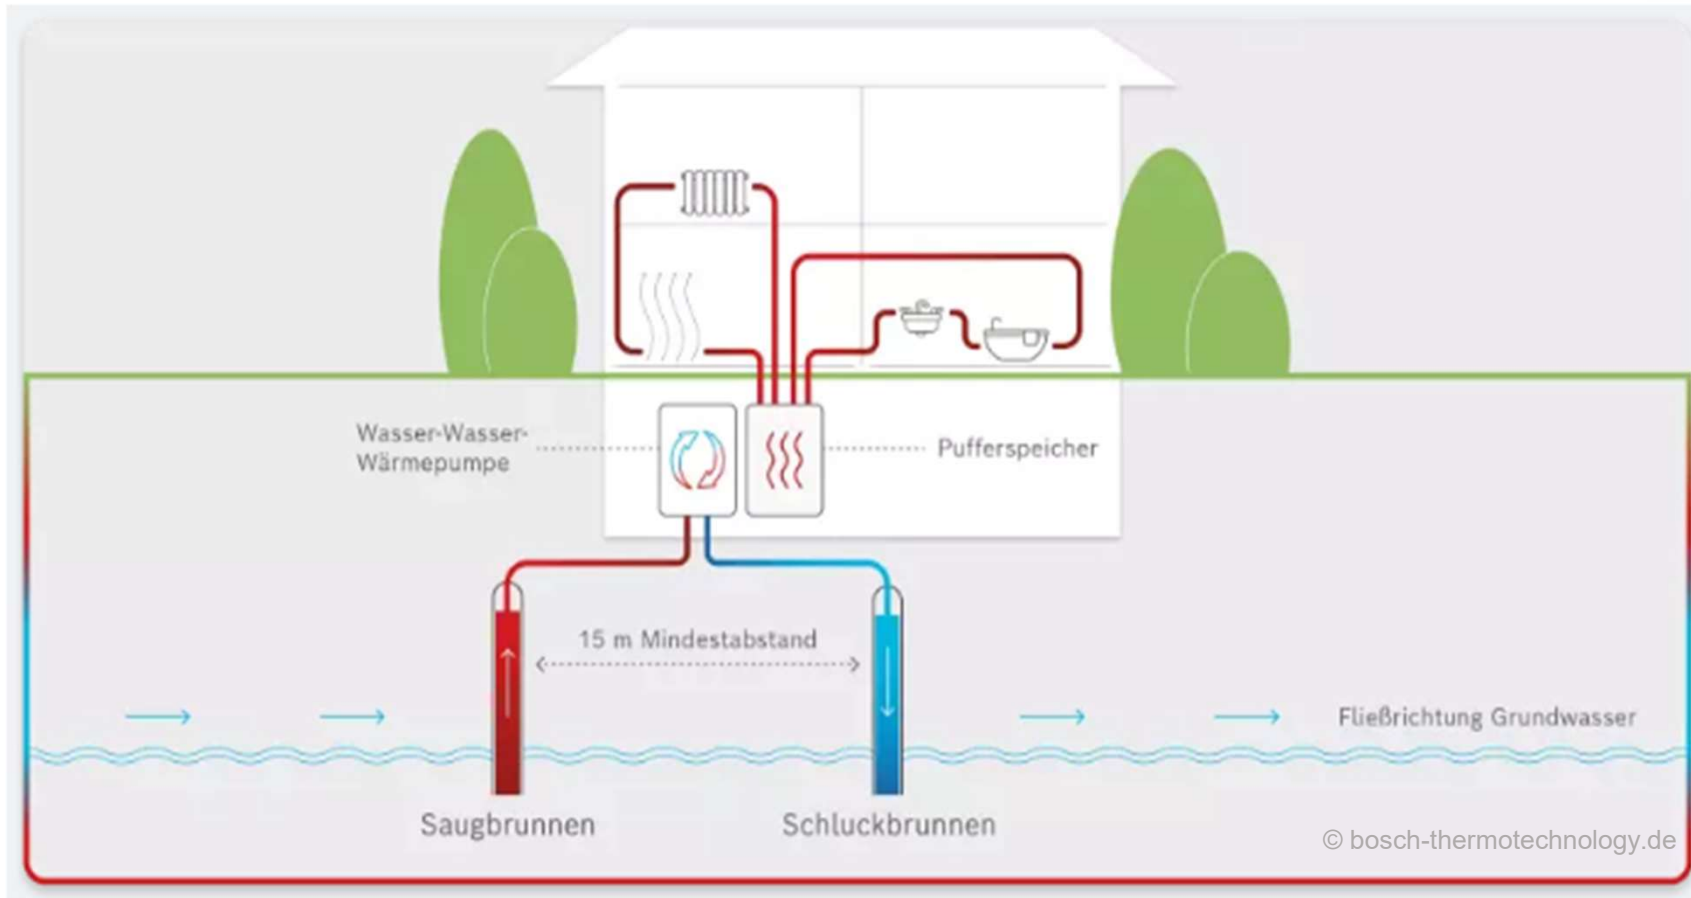 Wasser-Wasser-
Wärmepumpe
Pufferspeicher
15 m Mindestabstand
Fließrichtung Grundwasser
Saugbrunnen
Schluckbrunnen
© bosch-thermotechnology.de